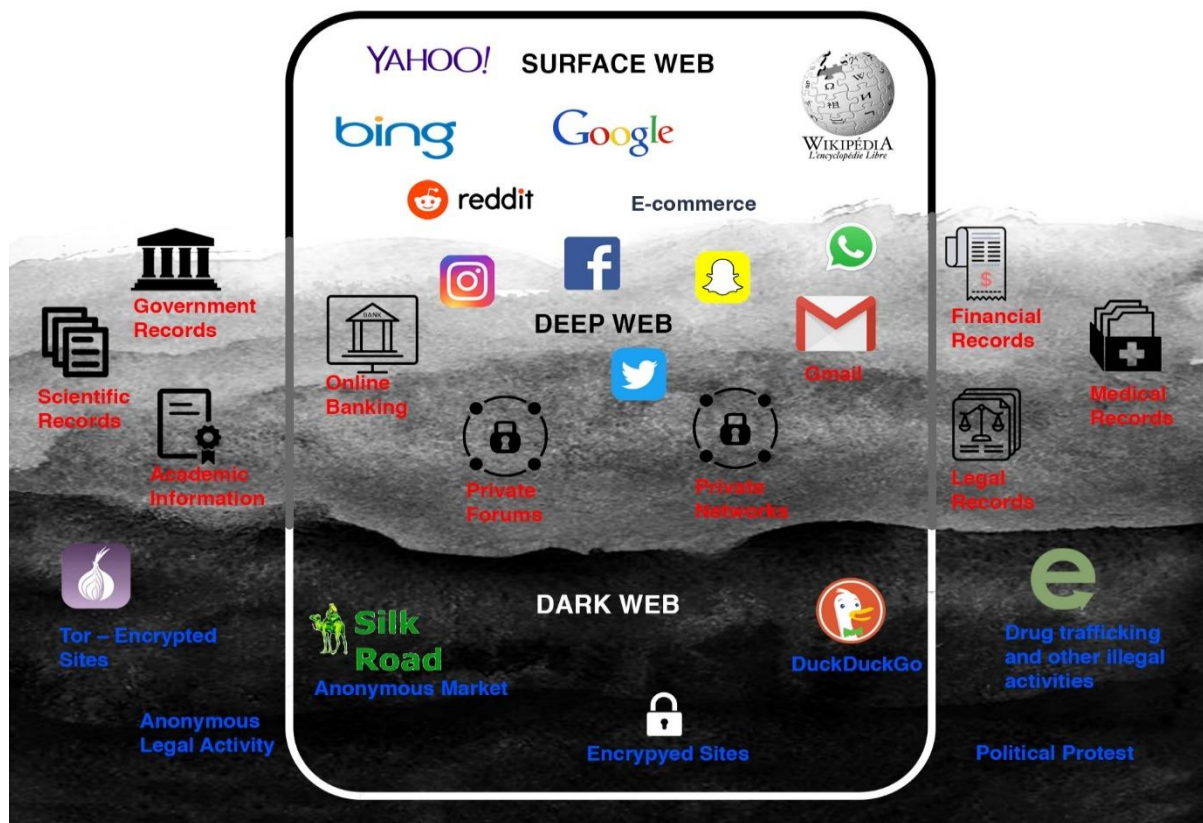 YAHOO!
SURFACE WEB
bing
Google
WIKIPÉDIA
L'encyclopédie Libre
reddit
E-commerce
Government
Records
BANK
f
DEEP WEB
$
Financial
Records
Scientific
Records
Online
Banking
Gmail
Medical
Records
Academic
Information
Private
Forums
Private
Networks
Legal
Records
DARK WEB
Tor – Encrypted
Sites
Silk
Road
Anonymous Market
DuckDuckGo
e
Drug trafficking
and other illegal
activities
Anonymous
Legal Activity
Encrypyed Sites
Political Protest